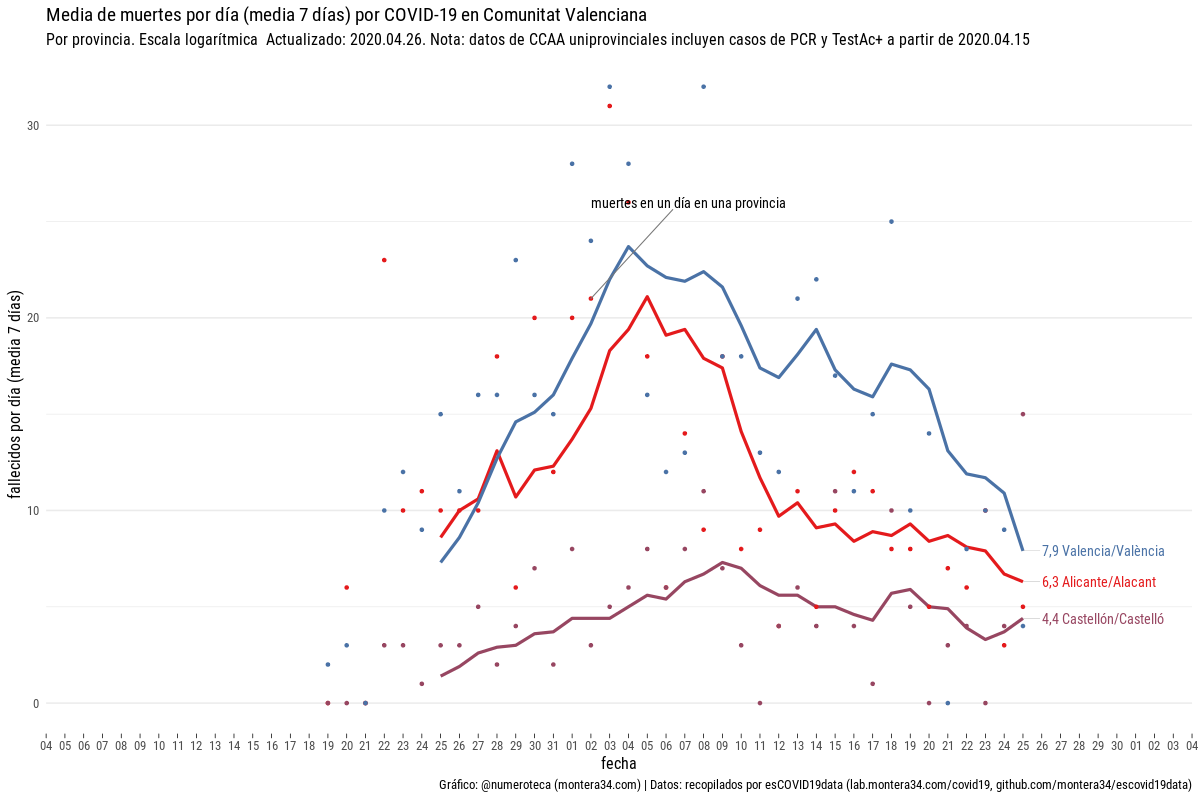 Media de muertes por día (media 7 días) por COVID-19 en Comunitat Valenciana
Por provincia. Escala logarítmica  Actualizado: 2020.04.26. Nota: datos de CCAA uniprovinciales incluyen casos de PCR y TestAc+ a partir de 2020.04.15
fallecidos por día (media 7 días)
30
20
10
0
muertes en un día en una provincia
7,9 Valencia/València
6,3 Alicante/Alacant
4,4 Castellón/Castelló
04 05 06 07 08 09 10 11 12 13 14 15 16 17 18 19 20 21 22 23 24 25 26 27 28 29 30 31 01 02 03 04 05 06 07 08 09 10 11 12 13 14 15 16 17 18 19 20 21 22 23 24 25 26 27 28 29 30 01 02 03 04
fecha
Gráfico: @numeroteca (montera34.com) | Datos: recopilados por esCOVID19data (lab.montera34.com/covid19, github.com/montera34/escovid19data)